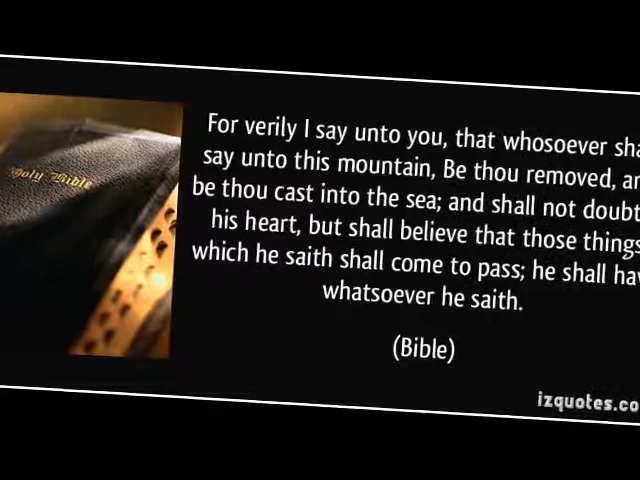 Holy Bible
For verily I say unto you, that whosoever sha
say unto this mountain, Be thou removed, an
be thou cast into the sea; and shall not doubt
his heart, but shall believe that those things
which he saith shall come to pass; he shall hav
whatsoever he saith.
(Bible)
izquotes.co